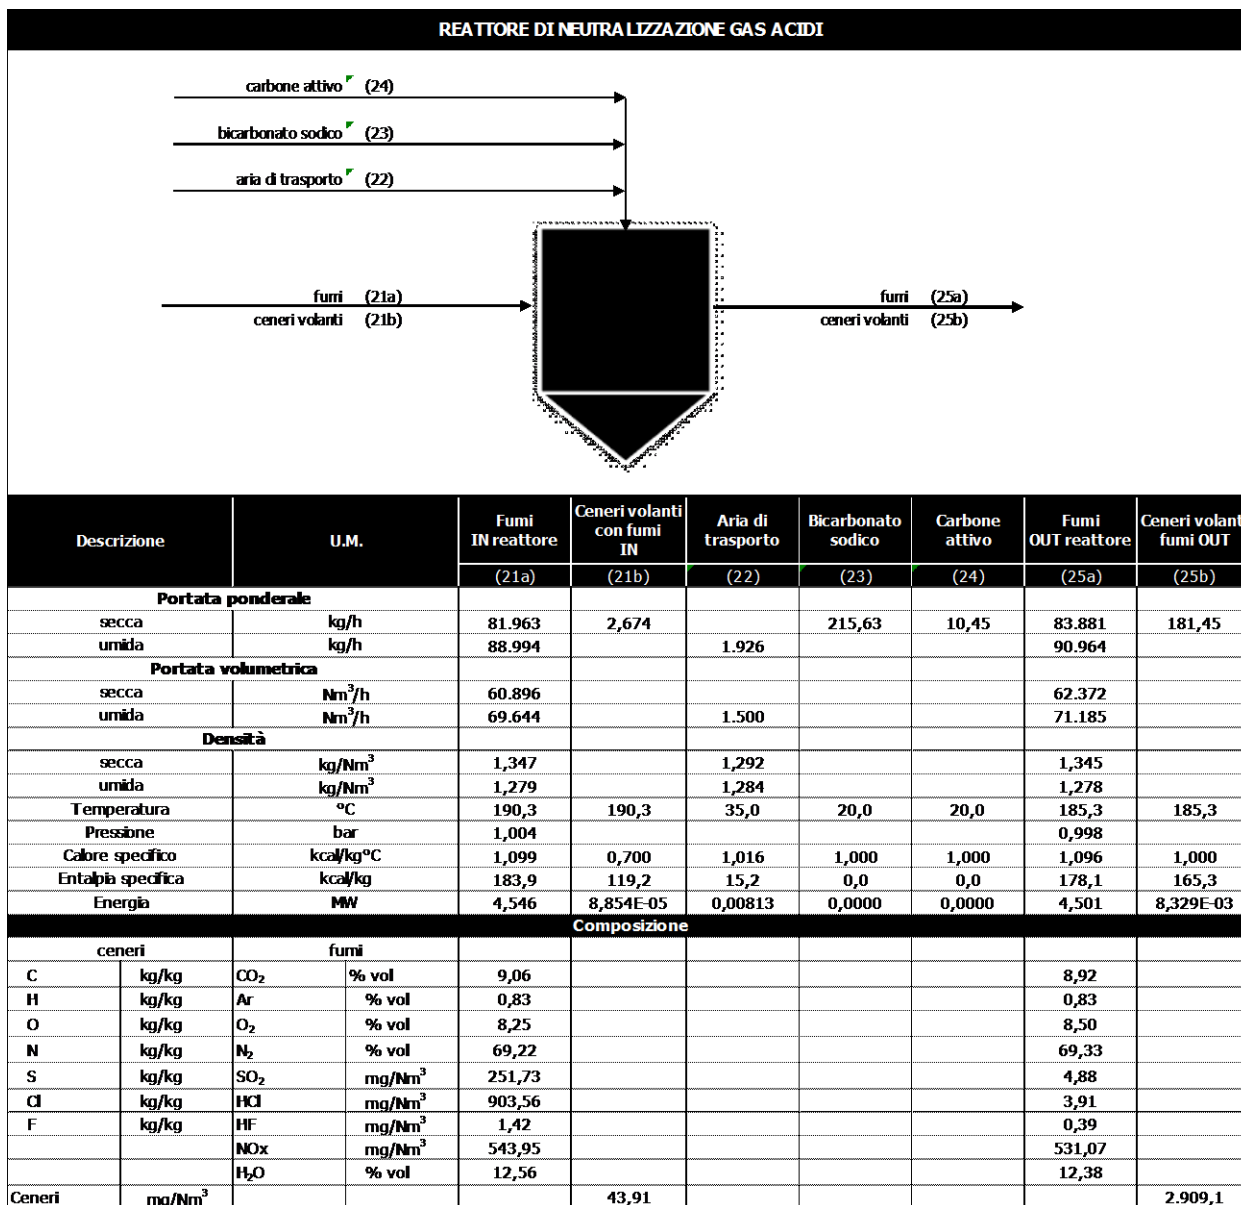 REATTORE DI NEUTRALIZZAZIONE GAS ACIDI
carbone attivo (24)
bicarbonato sodico (23)
aria di trasporto (22)
fumi (21a) fumi (25a)
ceneri volanti (21b) ceneri volanti (25b)
Descrizione U.M. Fumi IN reattore Ceneri volanti con fumi IN Aria di trasporto Bicarbonato sodico Carbone attivo Fumi OUT reattore Ceneri volant fumi OUT
(21a) (21b) (22) (23) (24) (25a) (25b)
Portata ponderale
secca kg/h 81.963 2,674 215,63 10,45 83.881 181,45
umida kg/h 88.994 1.926 90.964
Portata volumetrica
secca Nm³/h 60.896 62.372
umida Nm³/h 69.644 1.500 71.185
Densità
secca kg/Nm³ 1,347 1,292 1,345
umida kg/Nm³ 1,279 1,284 1,278
Temperatura °C 190,3 190,3 35,0 20,0 20,0 185,3 185,3
Pressione bar 1,004 0,998
Calore specifico kcal/kg°C 1,099 0,700 1,016 1,000 1,000 1,096 1,000
Entalpia specifica kcal/kg 183,9 119,2 15,2 0,0 0,0 178,1 165,3
Energia MW 4,546 8,854E-05 0,00813 0,0000 0,0000 4,501 8,329E-03
Composizione
ceneri fumi
C kg/kg CO₂ % vol 9,06 8,92
H kg/kg Ar % vol 0,83 0,83
O kg/kg O₂ % vol 8,25 8,50
N kg/kg N₂ % vol 69,22 69,33
S kg/kg SO₂ mg/Nm³ 251,73 4,88
Cl kg/kg HCl mg/Nm³ 903,56 3,91
F kg/kg HF mg/Nm³ 1,42 0,39
NOx mg/Nm³ 543,95 531,07
H₂O % vol 12,56 12,38
Ceneri mg/Nm³ 43,91 2.909,1